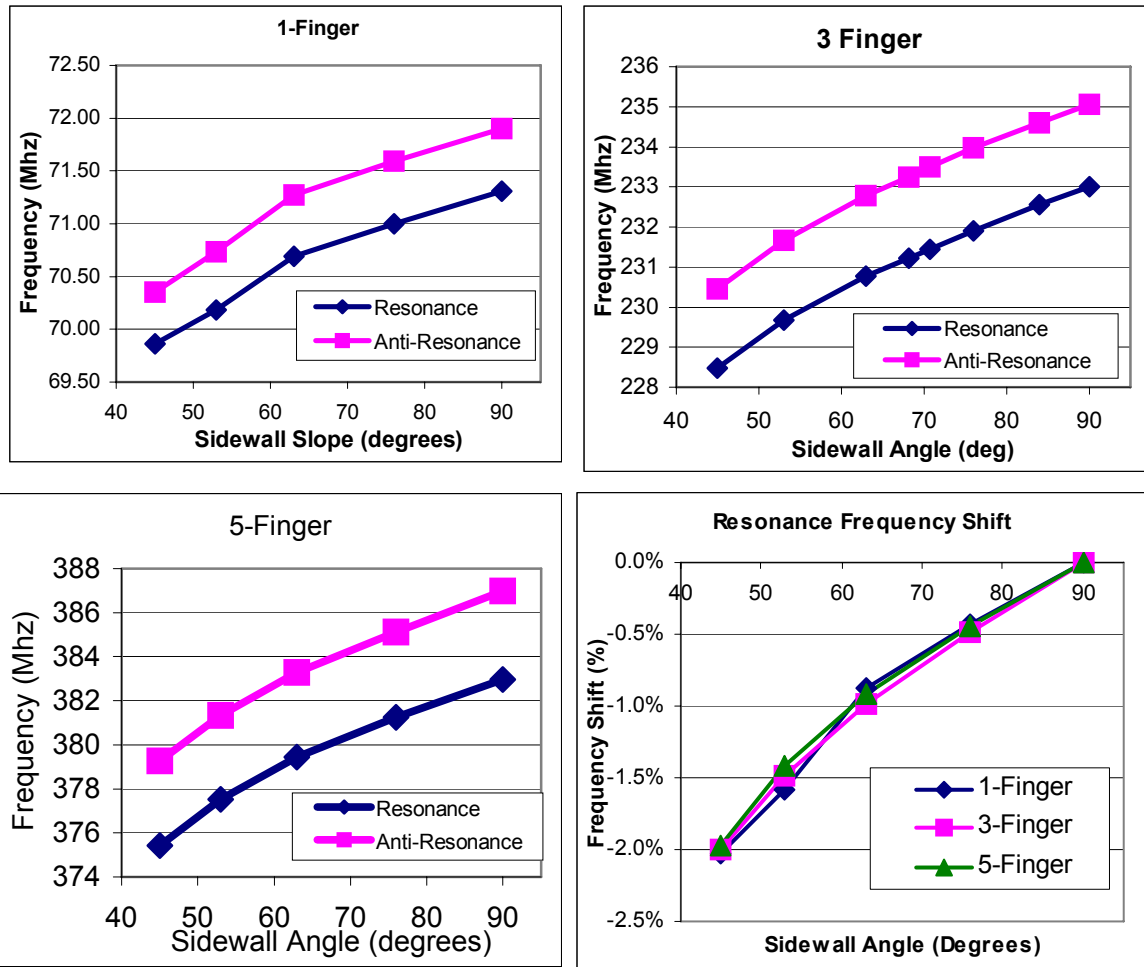 1-Finger
72.50
72.00
71.50
71.00
70.50
70.00
69.50
Frequency (Mhz)
Resonance
Anti-Resonance
40 50 60 70 80 90
Sidewall Slope (degrees)
3 Finger
236
235
234
233
232
231
230
229
228
Frequency (Mhz)
Resonance
Anti-Resonance
40 50 60 70 80 90
Sidewall Angle (deg)
5-Finger
388
386
384
382
380
378
376
374
Frequency (Mhz)
Resonance
Anti-Resonance
40 50 60 70 80 90
Sidewall Angle (degrees)
Resonance Frequency Shift
0.0%
40 50 60 70 80 90
-0.5%
-1.0%
-1.5%
-2.0%
-2.5%
Frequency Shift (%)
1-Finger
3-Finger
5-Finger
Sidewall Angle (Degrees)